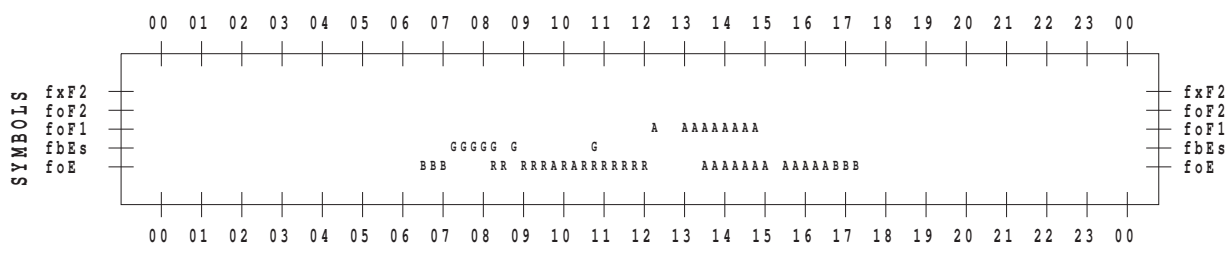 00 01 02 03 04 05 06 07 08 09 10 11 12 13 14 15 16 17 18 19 20 21 22 23 00
SYMBOLS
fxF2 fxF2
foF2 foF2
foF1 A AAAAAAAA foF1
fbEs GGGGG G G fbEs
foE BBB RR RRRARARRRRRRR AAAAAAA AAAAABBB foE
00 01 02 03 04 05 06 07 08 09 10 11 12 13 14 15 16 17 18 19 20 21 22 23 00